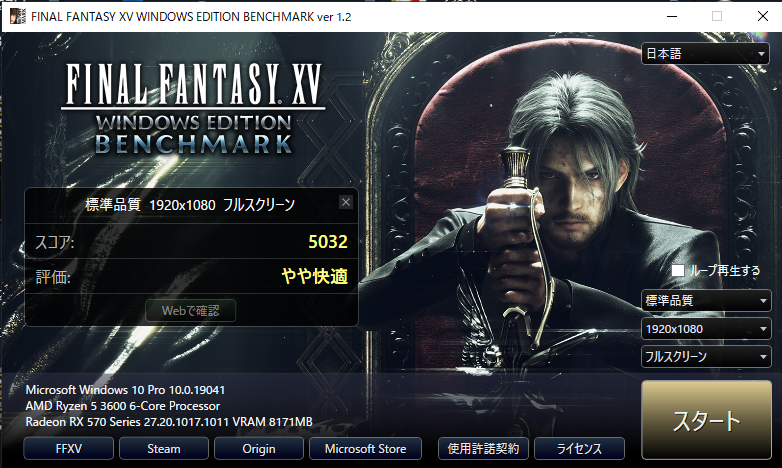 FINAL FANTASY XV WINDOWS EDITION BENCHMARK ver 1.2
日本語
FINAL FANTASY XV
WINDOWS EDITION
BENCHMARK
標準品質 1920x1080 フルスクリーン
スコア: 5032
評価: やや快適
Webで確認
ループ再生する
標準品質
1920x1080
フルスクリーン
Microsoft Windows 10 Pro 10.0.19041
AMD Ryzen 5 3600 6-Core Processor
Radeon RX 570 Series 27.20.1017.1011 VRAM 8171MB
スタート
FFXV Steam Origin Microsoft Store 使用許諾契約 ライセンス